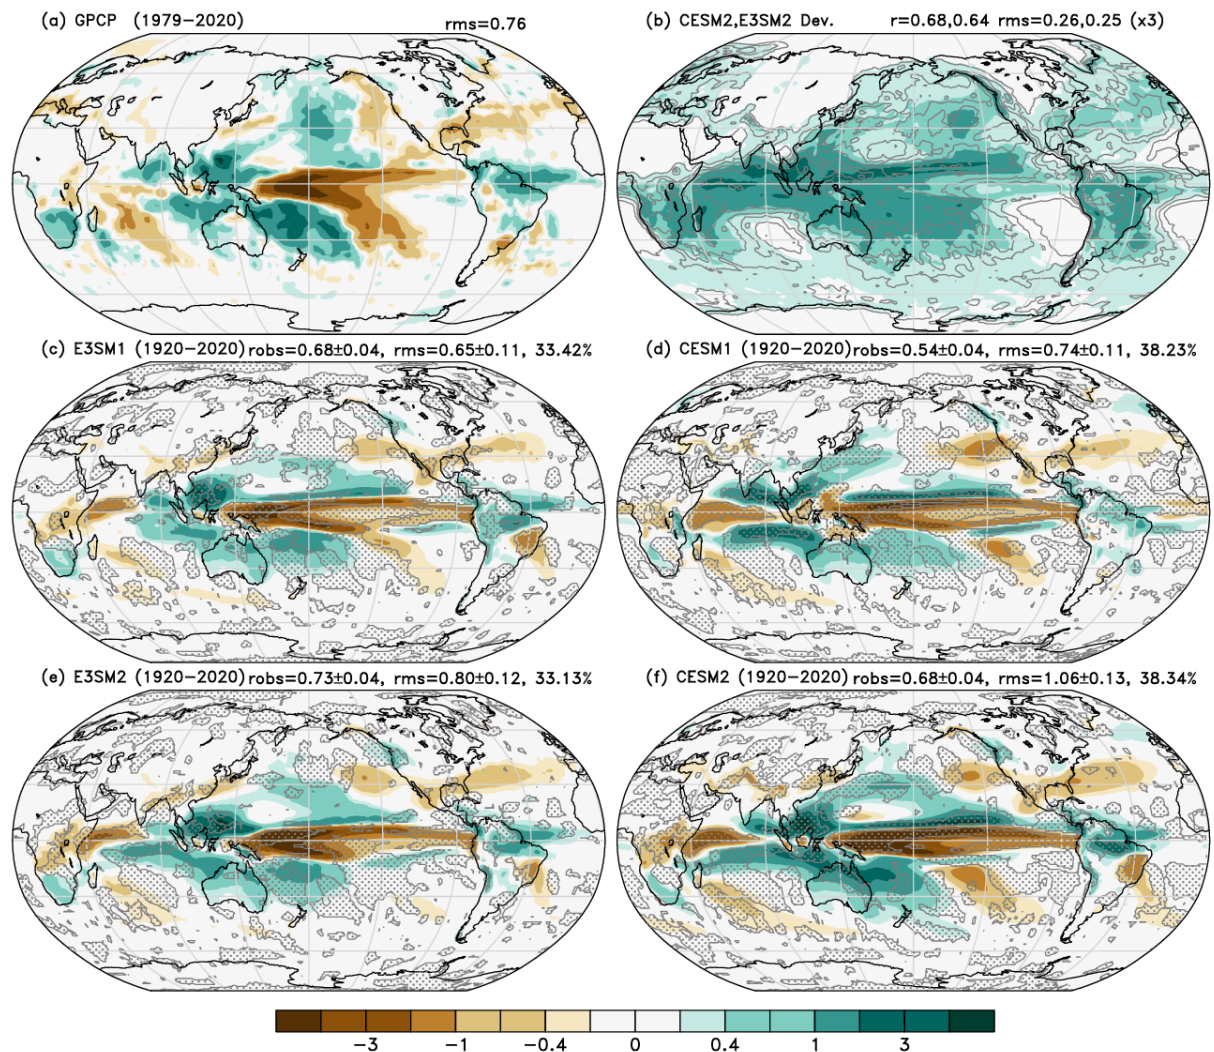 (a) GPCP (1979−2020) rms=0.76
(b) CESM2,E3SM2 Dev. r=0.68,0.64 rms=0.26,0.25 (x3)
(c) E3SM1 (1920−2020) robs=0.68±0.04, rms=0.65±0.11, 33.42%
(d) CESM1 (1920−2020) robs=0.54±0.04, rms=0.74±0.11, 38.23%
(e) E3SM2 (1920−2020) robs=0.73±0.04, rms=0.80±0.12, 33.13%
(f) CESM2 (1920−2020) robs=0.68±0.04, rms=1.06±0.13, 38.34%
−3 −1 −0.4 0 0.4 1 3